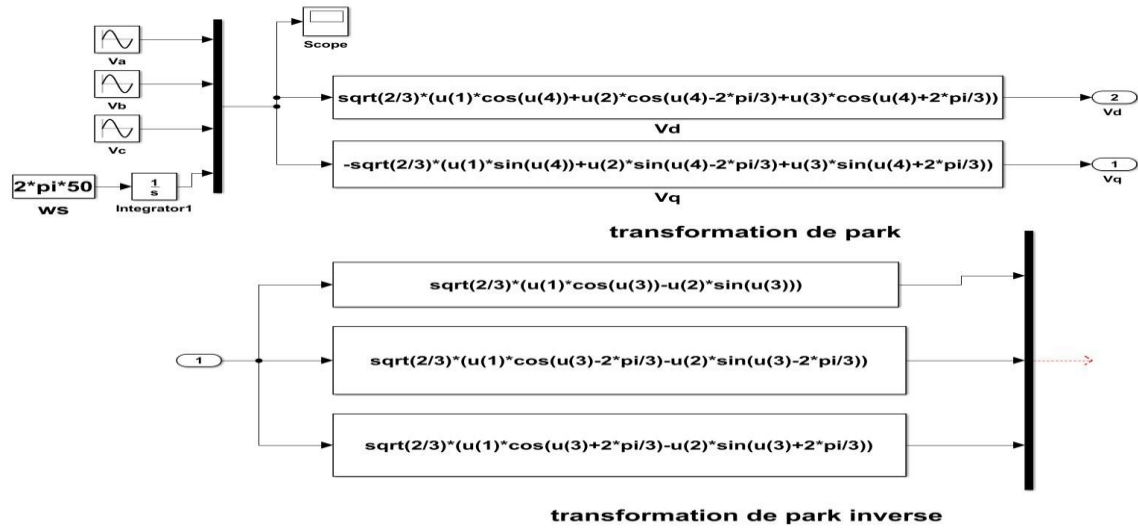 Scope
Va
Vb
Vc
2*pi*50
ws
1
s
Integrator1
sqrt(2/3)*(u(1)*cos(u(4))+u(2)*cos(u(4)-2*pi/3)+u(3)*cos(u(4)+2*pi/3))
Vd
2
Vd
-sqrt(2/3)*(u(1)*sin(u(4))+u(2)*sin(u(4)-2*pi/3)+u(3)*sin(u(4)+2*pi/3))
Vq
1
Vq
transformation de park
1
sqrt(2/3)*(u(1)*cos(u(3))-u(2)*sin(u(3)))
sqrt(2/3)*(u(1)*cos(u(3)-2*pi/3)-u(2)*sin(u(3)-2*pi/3))
sqrt(2/3)*(u(1)*cos(u(3)+2*pi/3)-u(2)*sin(u(3)+2*pi/3))
transformation de park inverse